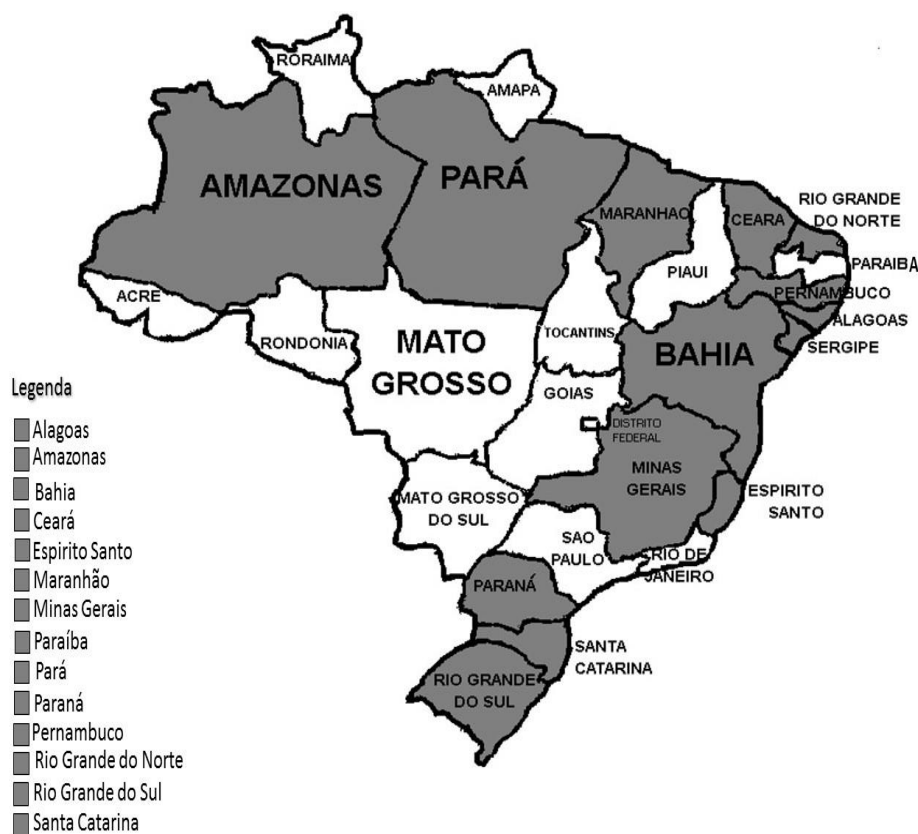 RORAIMA
AMAPA
AMAZONAS
PARÁ
MARANHAO
CEARA
RIO GRANDE
DO NORTE
PIAUI
PARAIBA
PERNAMBUCO
ALAGOAS
SERGIPE
ACRE
RONDONIA
TOCANTINS
MATO
GROSSO
BAHIA
GOIAS
DISTRITO
FEDERAL
MINAS
GERAIS
MATO GROSSO
DO SUL
ESPIRITO
SANTO
SAO
PAULO
RIO DE
JANEIRO
PARANÁ
SANTA
CATARINA
RIO GRANDE
DO SUL
Legenda
Alagoas
Amazonas
Bahia
Ceará
Espirito Santo
Maranhão
Minas Gerais
Paraíba
Pará
Paraná
Pernambuco
Rio Grande do Norte
Rio Grande do Sul
Santa Catarina